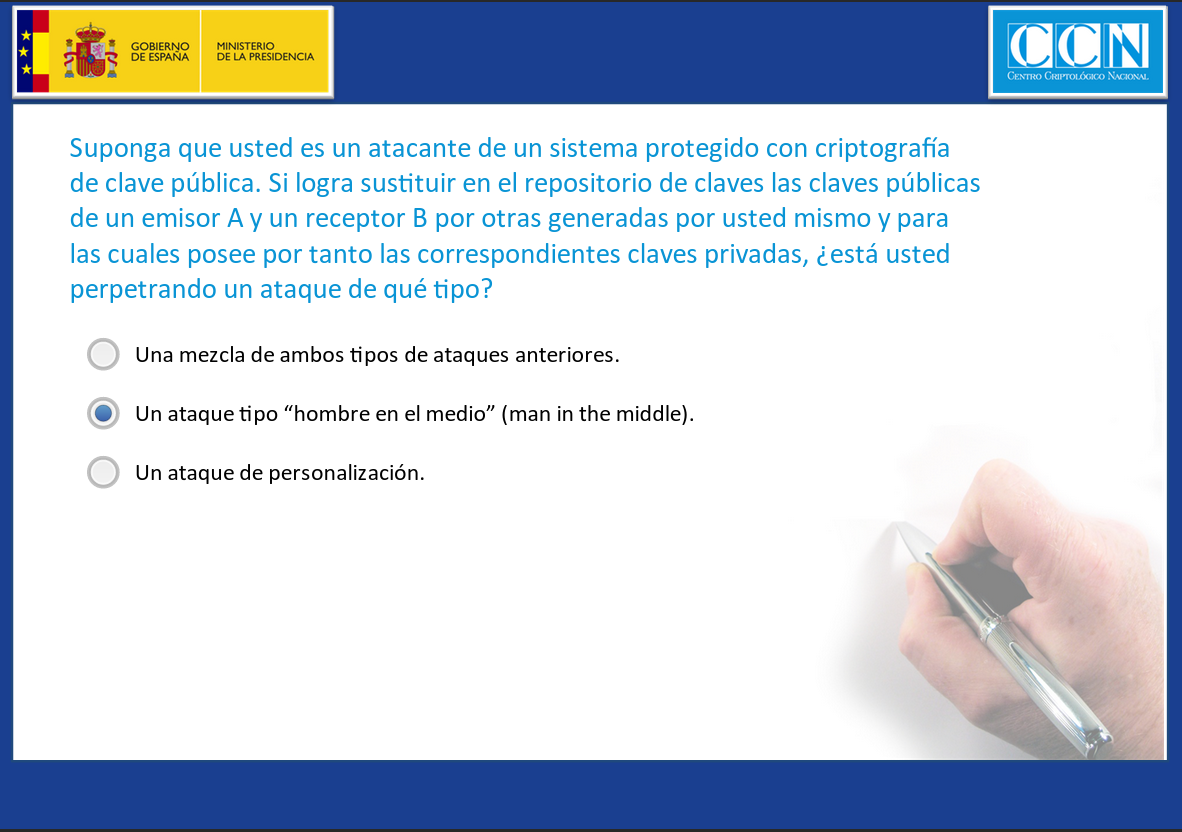 GOBIERNO
DE ESPAÑA
MINISTERIO
DE LA PRESIDENCIA
CCN
CENTRO CRIPTOLÓGICO NACIONAL
Suponga que usted es un atacante de un sistema protegido con criptografía
de clave pública. Si logra sustituir en el repositorio de claves las claves públicas
de un emisor A y un receptor B por otras generadas por usted mismo y para
las cuales posee por tanto las correspondientes claves privadas, ¿está usted
perpetrando un ataque de qué tipo?
Una mezcla de ambos tipos de ataques anteriores.
Un ataque tipo “hombre en el medio” (man in the middle).
Un ataque de personalización.